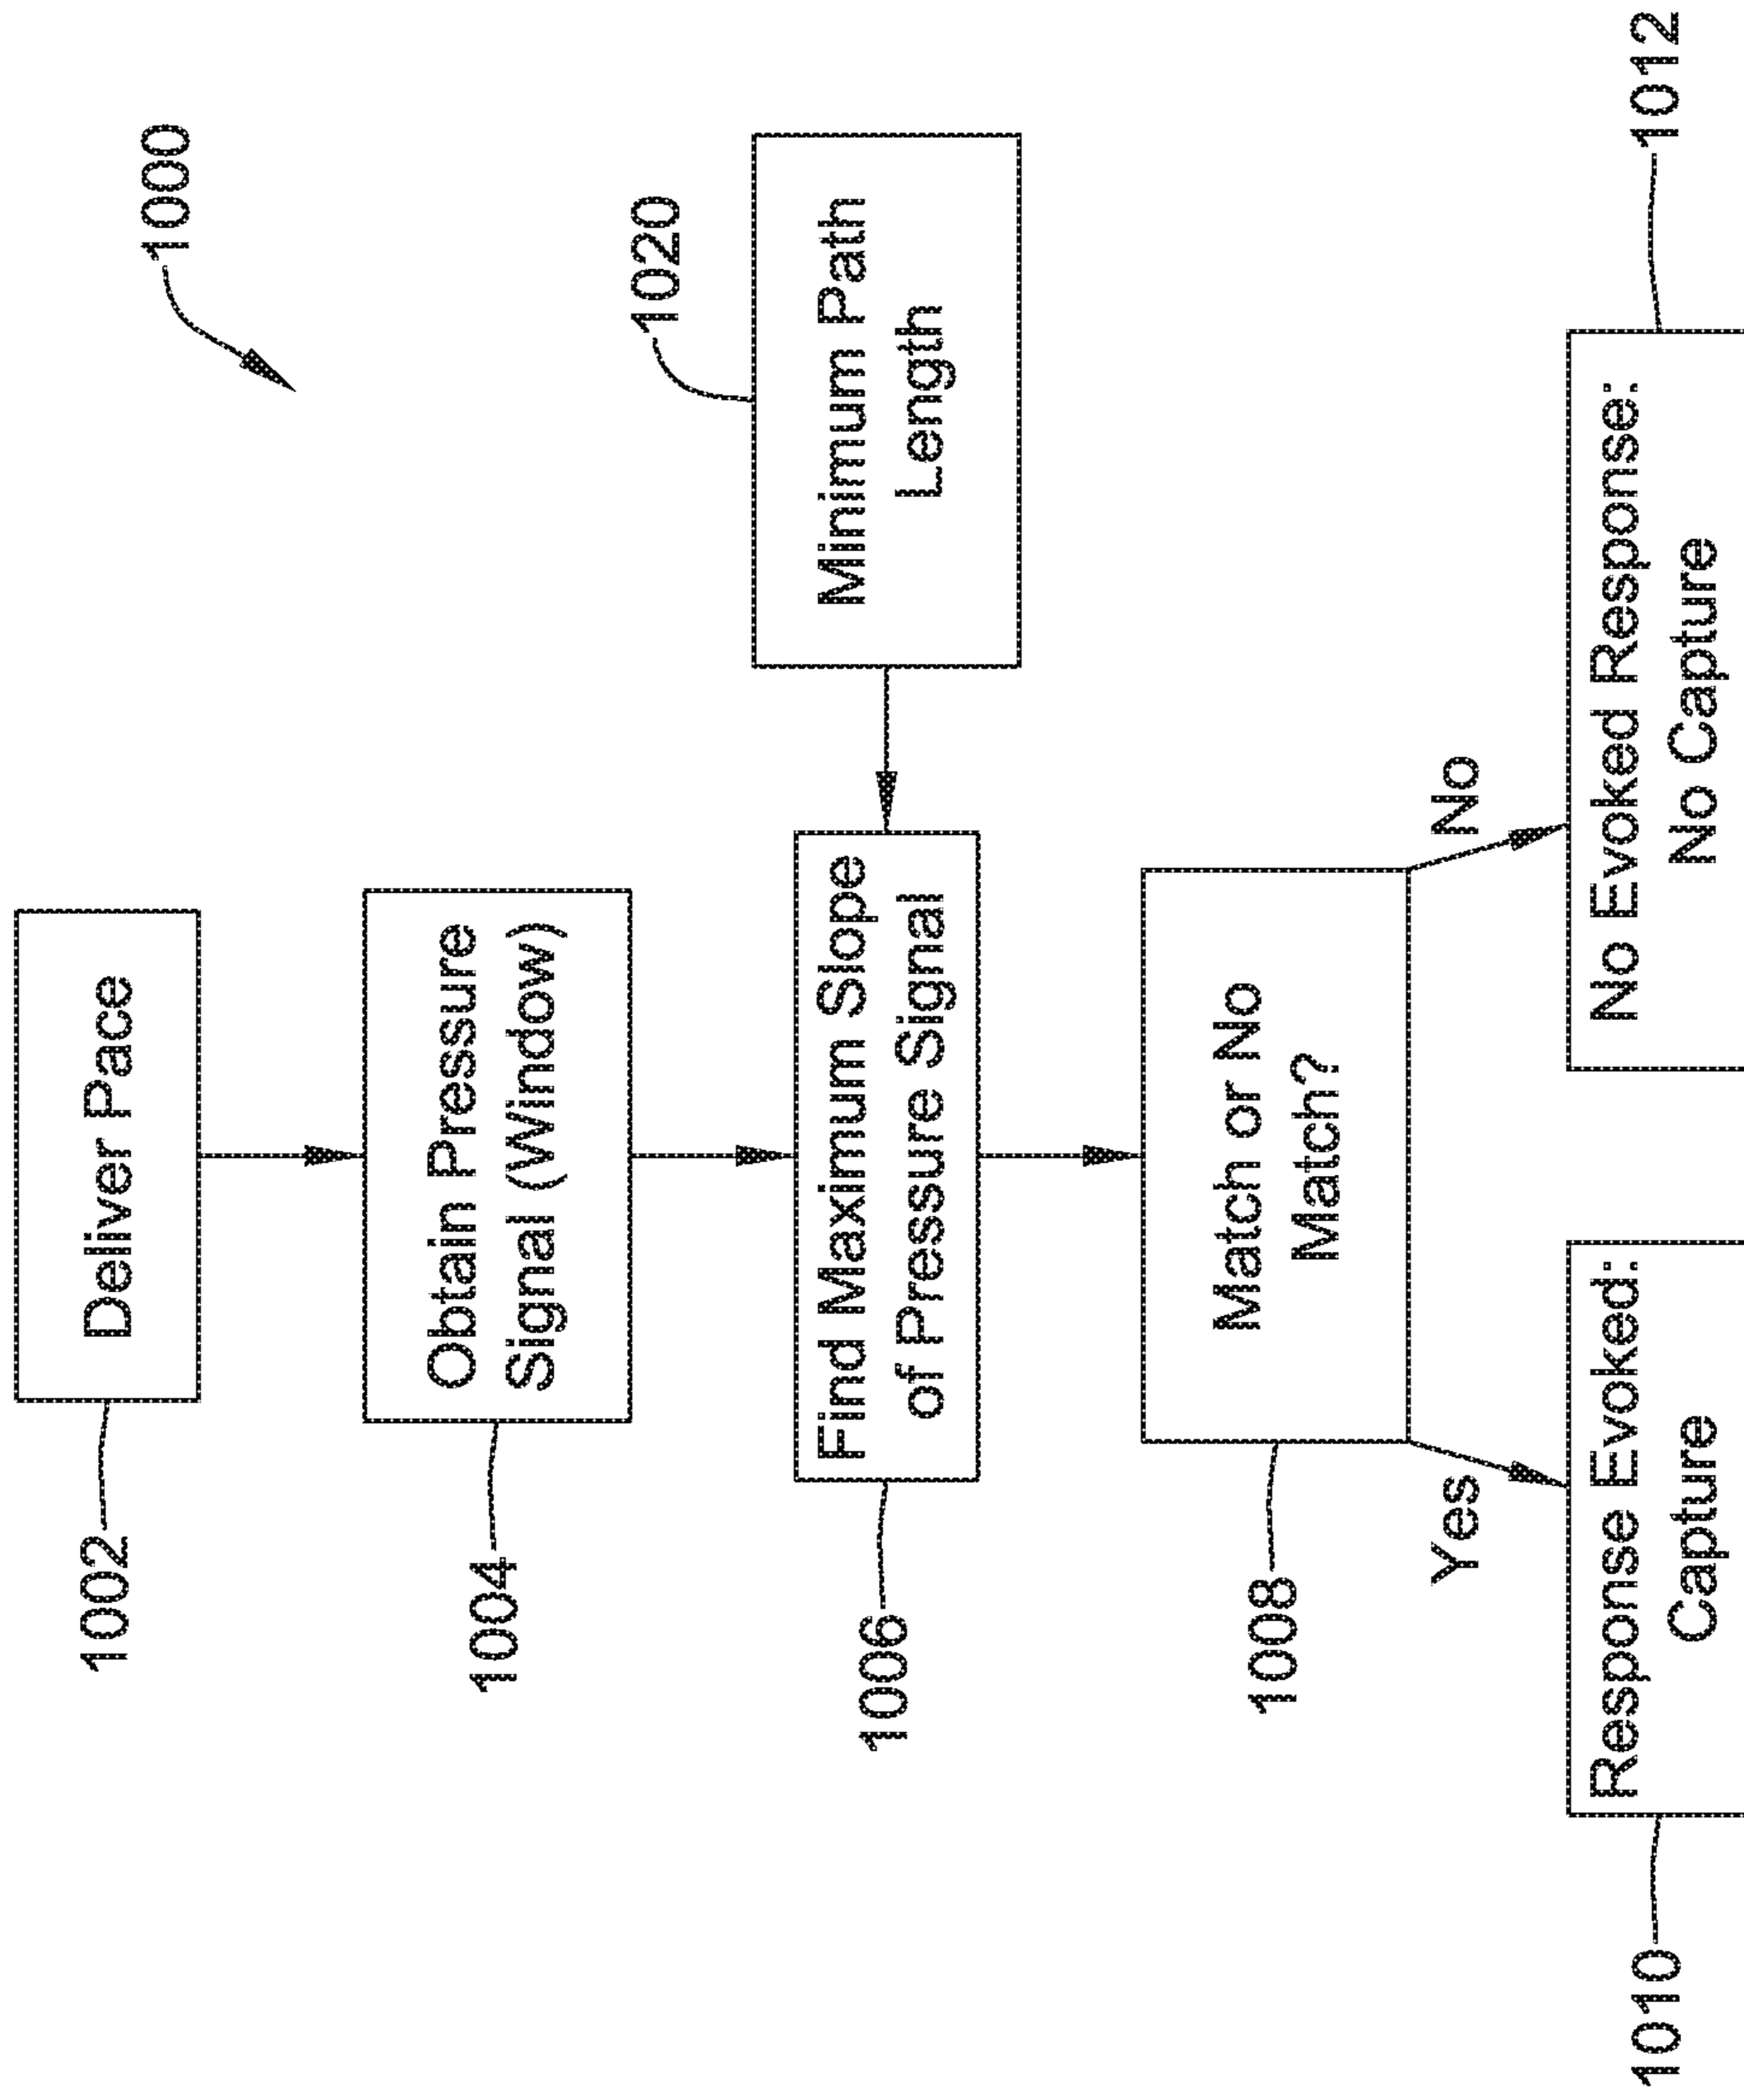 1000
1002
Deliver Pace
1004
Obtain Pressure
Signal (Window)
1006
Find Maximum Slope
of Pressure Signal
1020
Minimum Path
Length
1008
Match or No
Match?
Yes
No
1010
Response Evoked:
Capture
No Evoked Response:
No Capture
1012